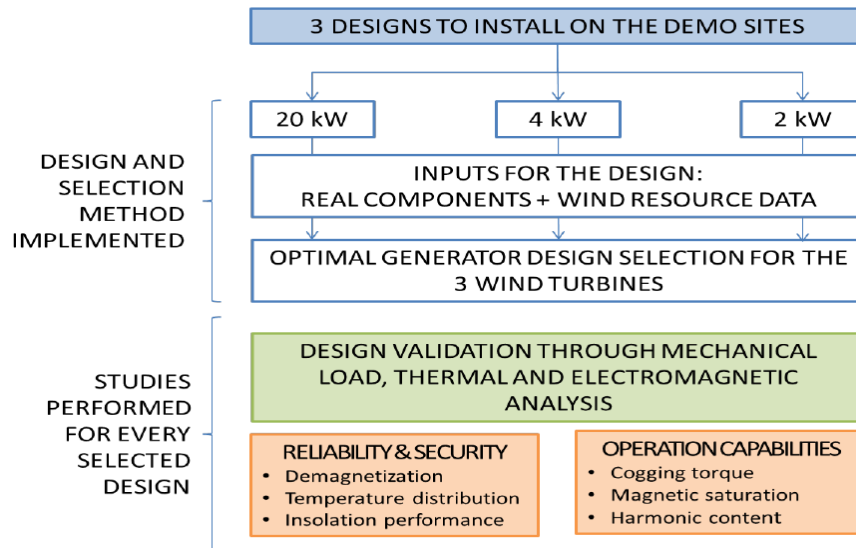 3 DESIGNS TO INSTALL ON THE DEMO SITES
20 kW
4 kW
2 kW
DESIGN AND
SELECTION
METHOD
IMPLEMENTED
INPUTS FOR THE DESIGN:
REAL COMPONENTS + WIND RESOURCE DATA
OPTIMAL GENERATOR DESIGN SELECTION FOR THE
3 WIND TURBINES
STUDIES
PERFORMED
FOR EVERY
SELECTED
DESIGN
DESIGN VALIDATION THROUGH MECHANICAL
LOAD, THERMAL AND ELECTROMAGNETIC
ANALYSIS
RELIABILITY & SECURITY
• Demagnetization
• Temperature distribution
• Insolation performance
OPERATION CAPABILITIES
• Cogging torque
• Magnetic saturation
• Harmonic content